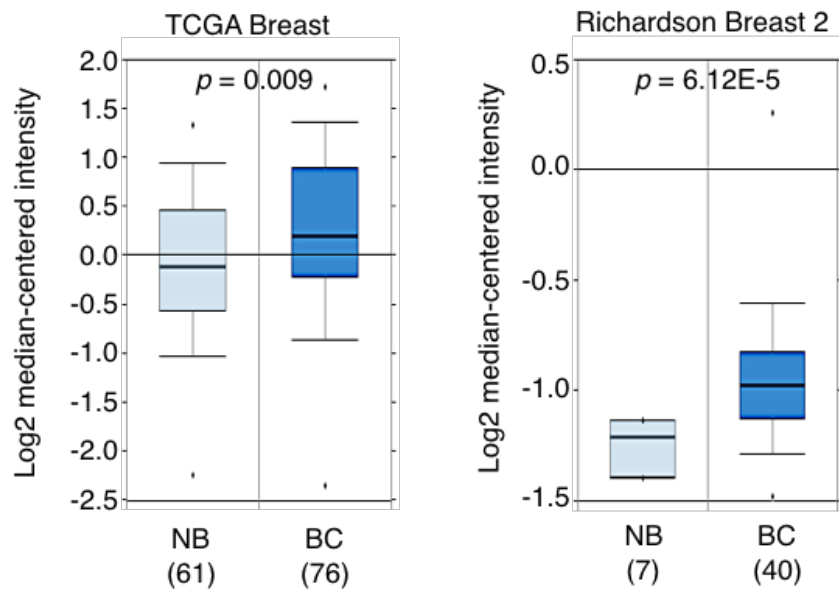 TCGA Breast
Log2 median-centered intensity
p = 0.009
2.0
1.5
1.0
0.5
0.0
-0.5
-1.0
-1.5
-2.0
-2.5
NB
(61)
BC
(76)
Richardson Breast 2
Log2 median-centered intensity
p = 6.12E-5
0.5
0.0
-0.5
-1.0
-1.5
NB
(7)
BC
(40)